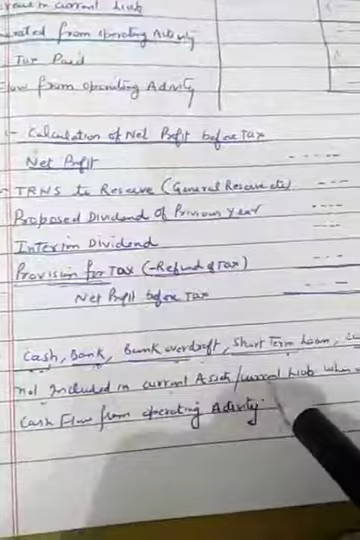 in current Liab
rated from operating Activity
Tax Paid
Flow from operating Activity
:- Calculation of Net Profit before Tax
Net Profit - - - -
- TRNS to Reserve (General Reserve etc) - - -
Proposed Dividend of Previous year - - -
Interim Dividend - - -
Provision for Tax (-Refund of Tax) - - -
Net Profit before Tax
Cash, Bank, Bank overdraft, Short Term Loan,
not Included in current Assets/current Liab when
Cash Flow from operating Activity.